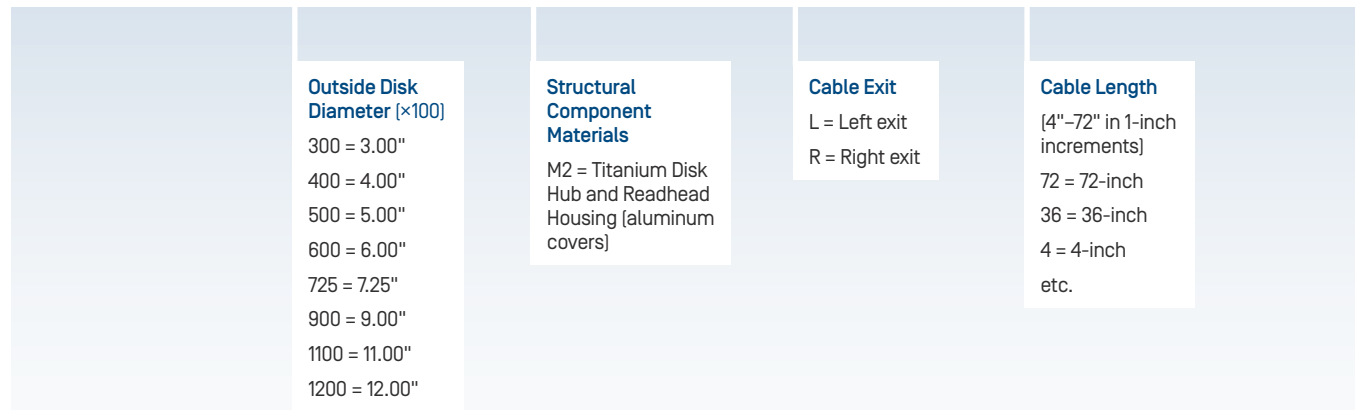 Outside Disk
Diameter (×100)
300 = 3.00"
400 = 4.00"
500 = 5.00"
600 = 6.00"
725 = 7.25"
900 = 9.00"
1100 = 11.00"
1200 = 12.00"
Structural
Component
Materials
M2 = Titanium Disk
Hub and Readhead
Housing (aluminum
covers)
Cable Exit
L = Left exit
R = Right exit
Cable Length
(4"–72" in 1-inch
increments)
72 = 72-inch
36 = 36-inch
4 = 4-inch
etc.